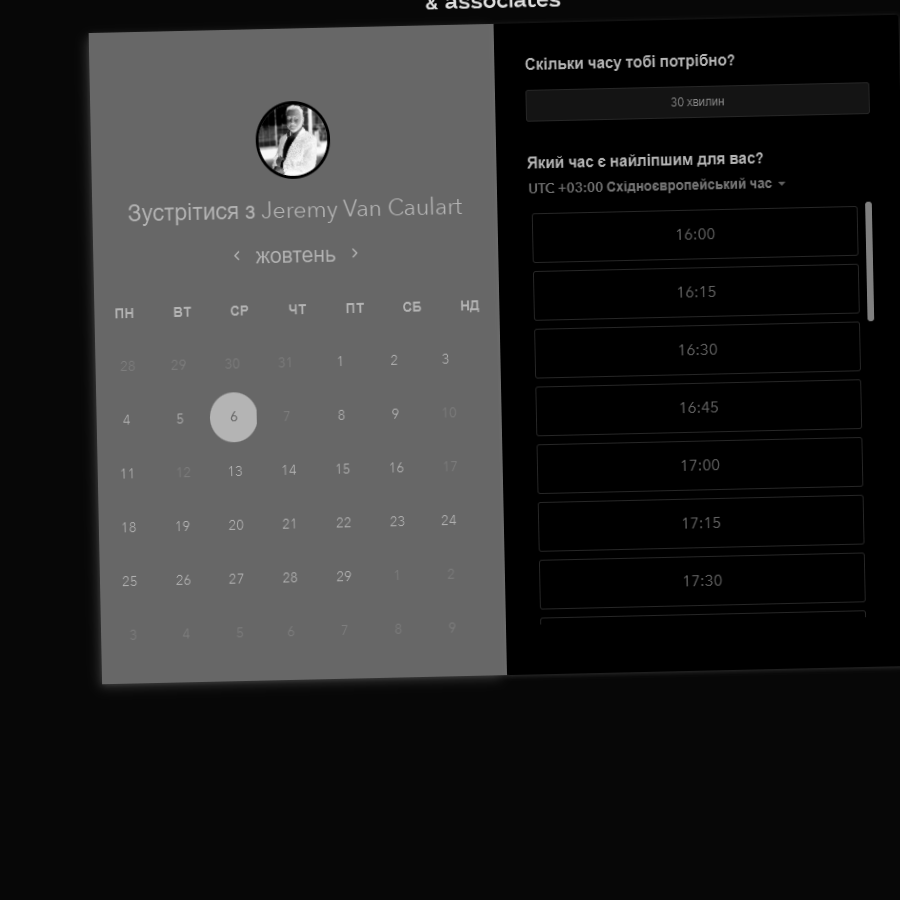 & associates
Зустрітися з Jeremy Van Caulart
жовтень
ПН ВТ СР ЧТ ПТ СБ НД
28 29 30 31 1 2 3
4 5 6 7 8 9 10
11 12 13 14 15 16 17
18 19 20 21 22 23 24
25 26 27 28 29 1 2
3 4 5 6 7 8 9
Скільки часу тобі потрібно?
30 хвилин
Який час є найліпшим для вас?
UTC +03:00 Східноєвропейський час
16:00
16:15
16:30
16:45
17:00
17:15
17:30